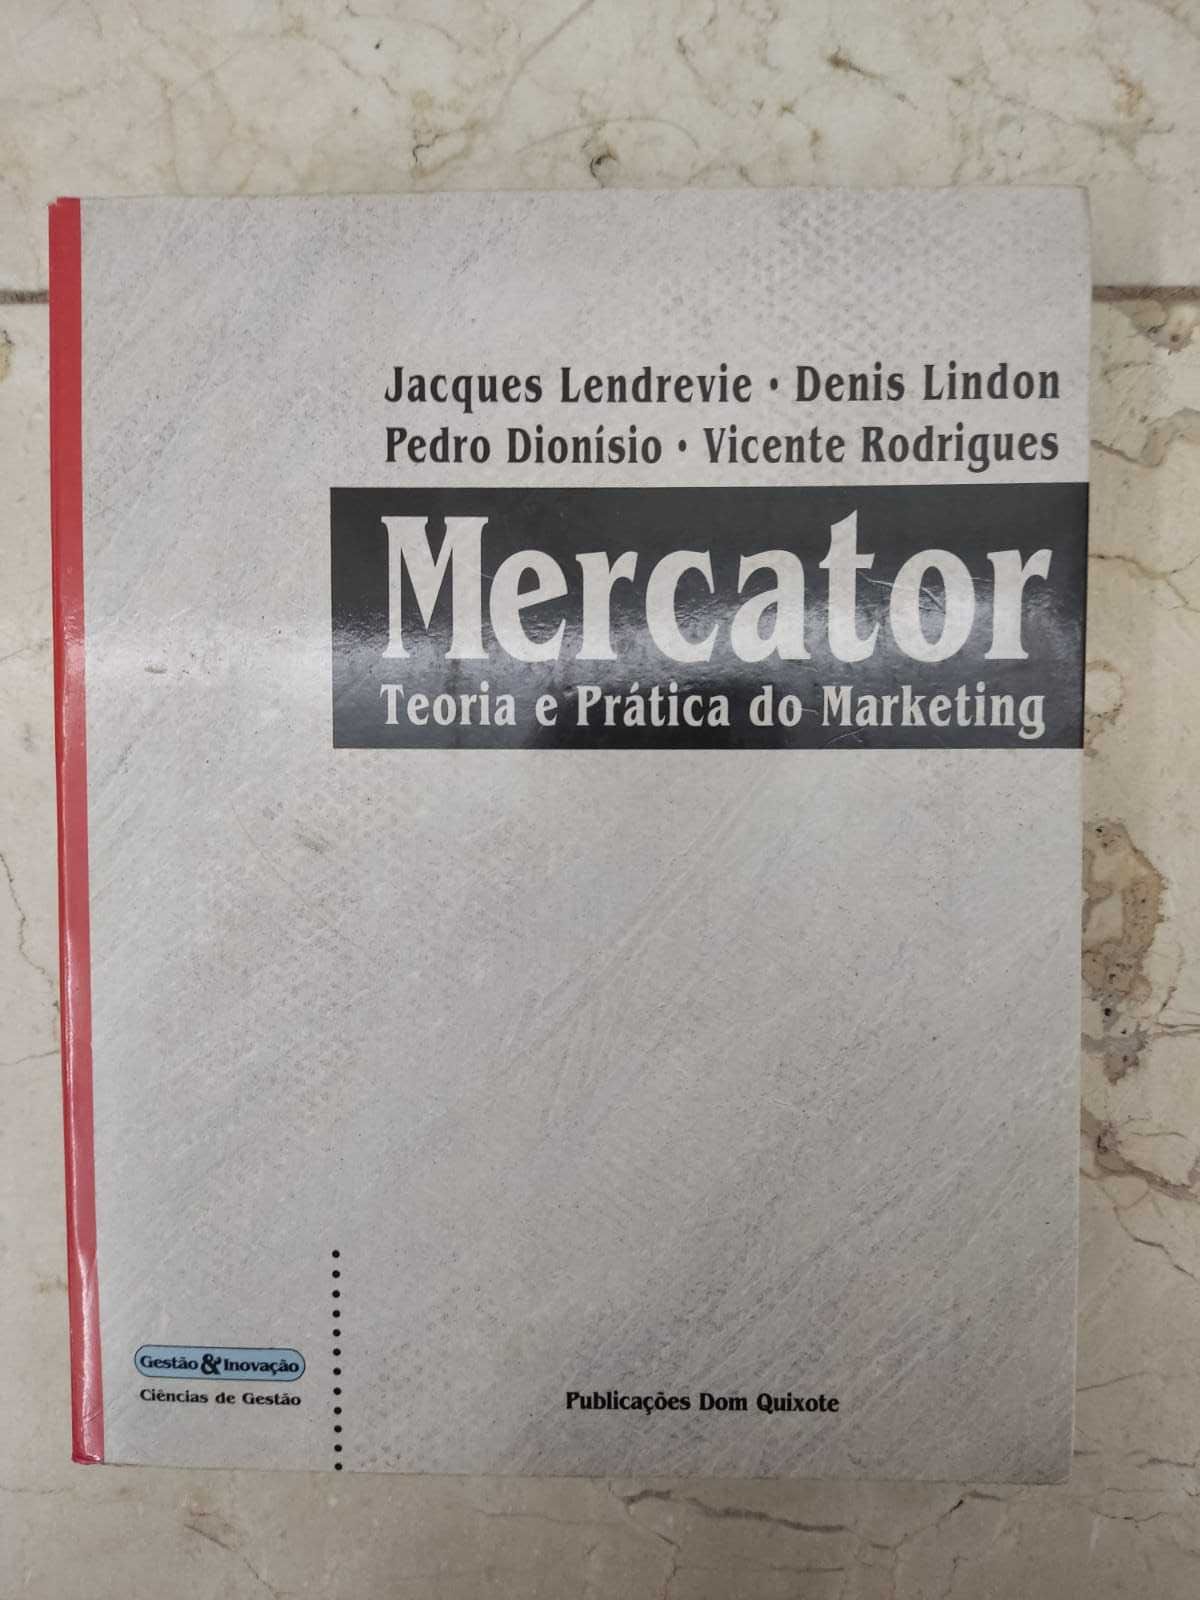 Jacques Lendrevie • Denis Lindon
Pedro Dionísio • Vicente Rodrigues
Mercator
Teoria e Prática do Marketing
Gestão & Inovação
Ciências de Gestão
Publicações Dom Quixote